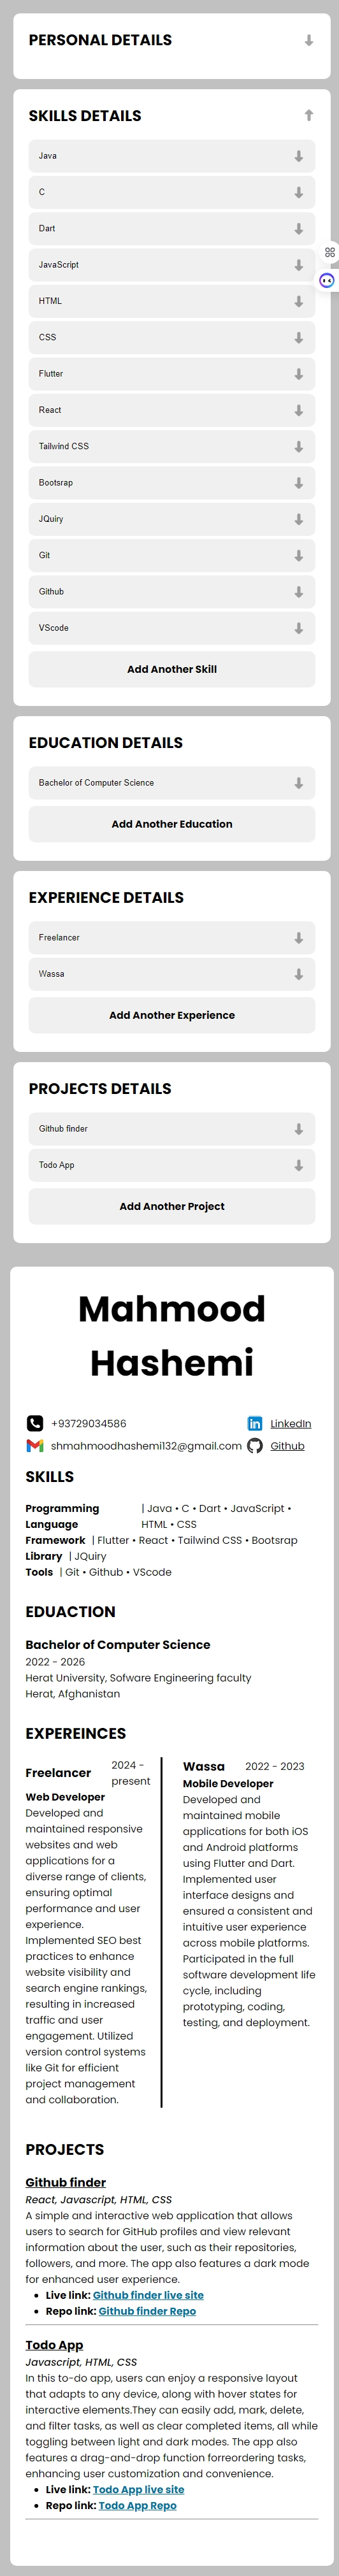 PERSONAL DETAILS
SKILLS DETAILS
Java
C
Dart
JavaScript
HTML
CSS
Flutter
React
Tailwind CSS
Bootsrap
JQuiry
Git
Github
VScode
Add Another Skill
EDUCATION DETAILS
Bachelor of Computer Science
Add Another Education
EXPERIENCE DETAILS
Freelancer
Wassa
Add Another Experience
PROJECTS DETAILS
Github finder
Todo App
Add Another Project
Mahmood
Hashemi
+93729034586 LinkedIn
shmahmoodhashemi132@gmail.com Github
SKILLS
Programming Language | Java • C • Dart • JavaScript •
HTML • CSS
Framework | Flutter • React • Tailwind CSS • Bootsrap
Library | JQuiry
Tools | Git • Github • VScode
EDUACTION
Bachelor of Computer Science
2022 - 2026
Herat University, Sofware Engineering faculty
Herat, Afghanistan
EXPEREINCES
Freelancer 2024 -
present
Web Developer
Developed and
maintained responsive
websites and web
applications for a
diverse range of clients,
ensuring optimal
performance and user
experience.
Implemented SEO best
practices to enhance
website visibility and
search engine rankings,
resulting in increased
traffic and user
engagement. Utilized
version control systems
like Git for efficient
project management
and collaboration.
Wassa 2022 - 2023
Mobile Developer
Developed and
maintained mobile
applications for both iOS
and Android platforms
using Flutter and Dart.
Implemented user
interface designs and
ensured a consistent and
intuitive user experience
across mobile platforms.
Participated in the full
software development life
cycle, including
prototyping, coding,
testing, and deployment.
PROJECTS
Github finder
React, Javascript, HTML, CSS
A simple and interactive web application that allows
users to search for GitHub profiles and view relevant
information about the user, such as their repositories,
followers, and more. The app also features a dark mode
for enhanced user experience.
• Live link: Github finder live site
• Repo link: Github finder Repo
Todo App
Javascript, HTML, CSS
In this to-do app, users can enjoy a responsive layout
that adapts to any device, along with hover states for
interactive elements.They can easily add, mark, delete,
and filter tasks, as well as clear completed items, all while
toggling between light and dark modes. The app also
features a drag-and-drop function forreordering tasks,
enhancing user customization and convenience.
• Live link: Todo App live site
• Repo link: Todo App Repo